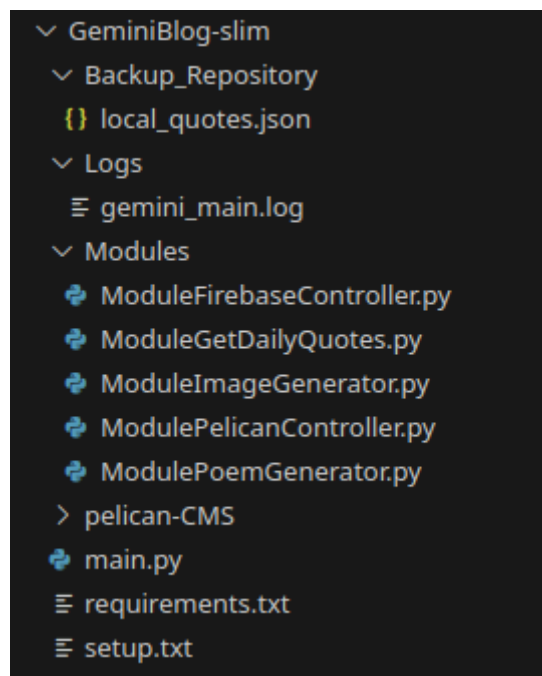 GeminiBlog-slim
Backup_Repository
{} local_quotes.json
Logs
gemini_main.log
Modules
ModuleFirebaseController.py
ModuleGetDailyQuotes.py
ModuleImageGenerator.py
ModulePelicanController.py
ModulePoemGenerator.py
pelican-CMS
main.py
requirements.txt
setup.txt